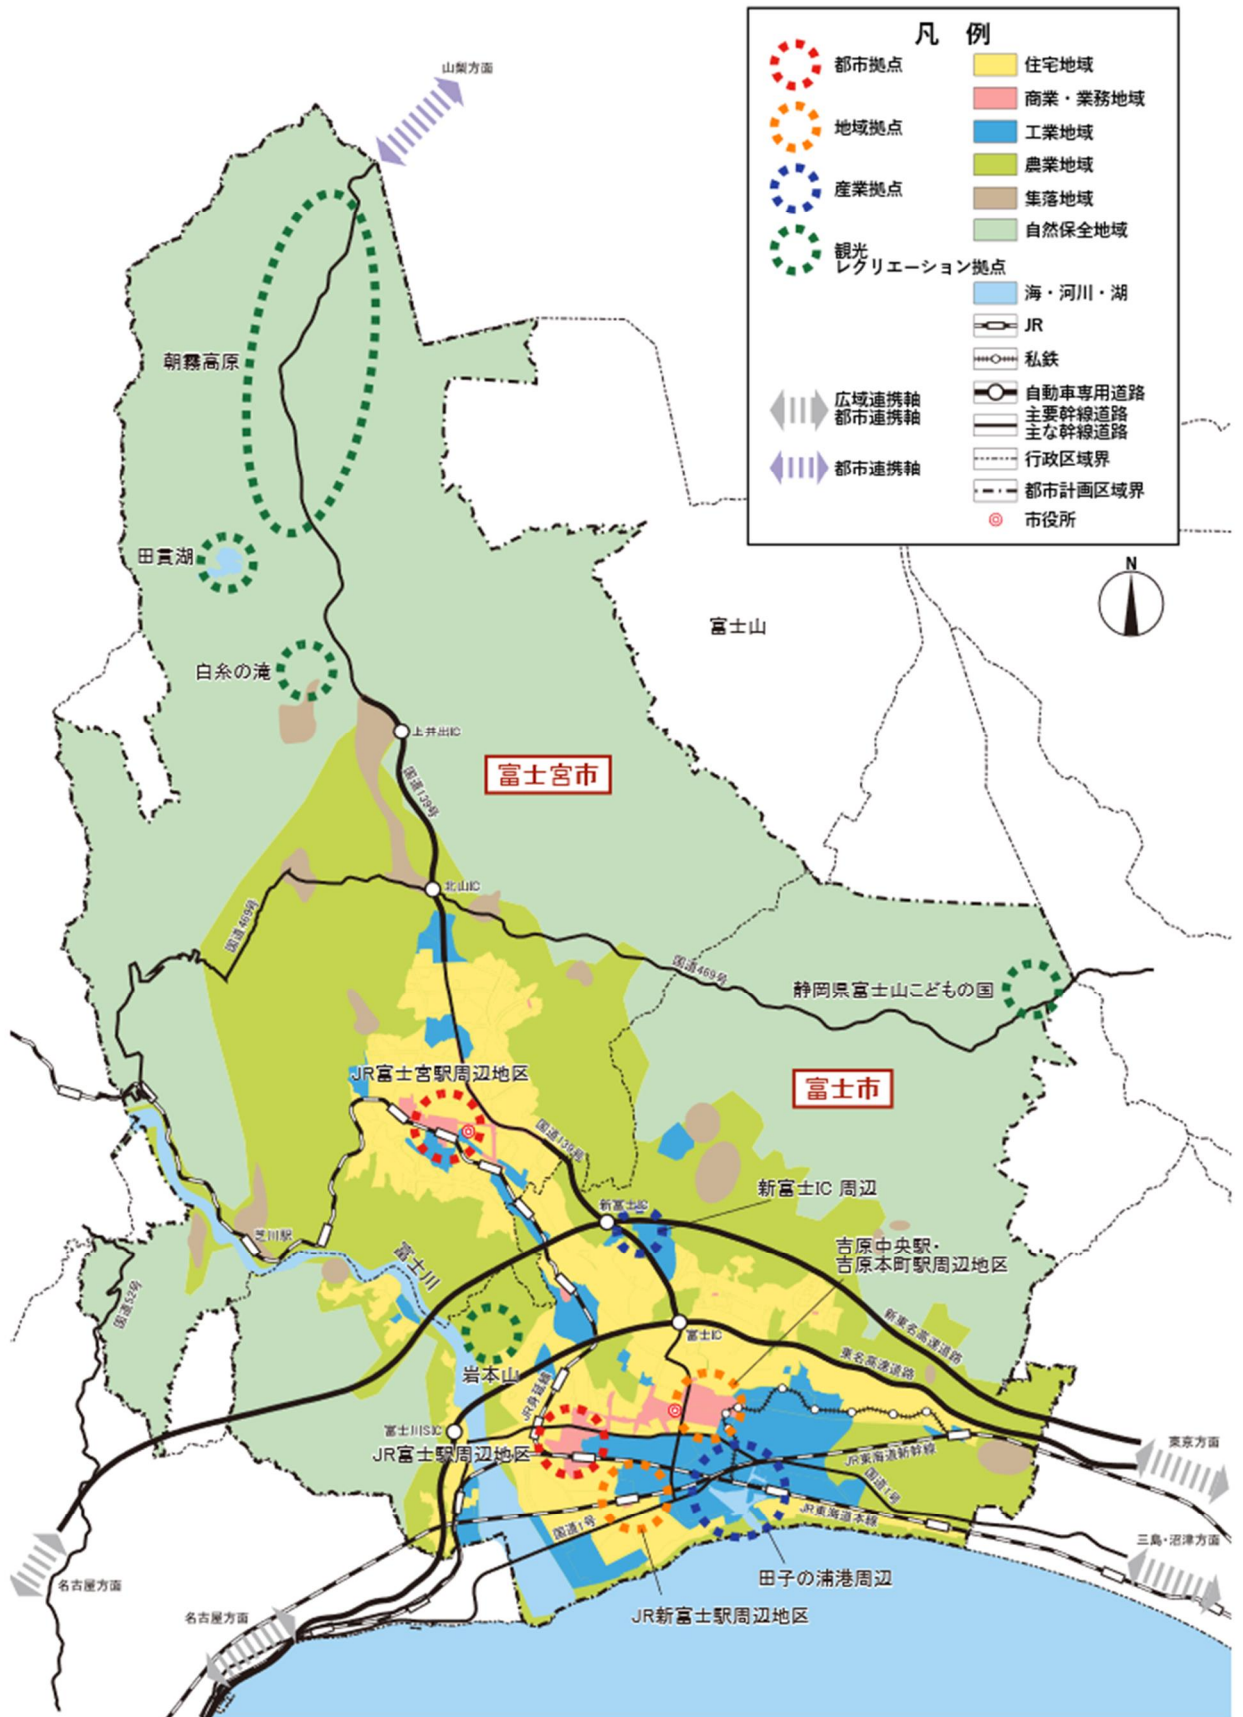 凡 例
都市拠点
地域拠点
産業拠点
観光
レクリエーション拠点
広域連携軸
都市連携軸
都市連携軸
住宅地域
商業・業務地域
工業地域
農業地域
集落地域
自然保全地域
海・河川・湖
JR
私鉄
自動車専用道路
主要幹線道路
主な幹線道路
行政区域界
都市計画区域界
市役所
N
山梨方面
朝霧高原
田貫湖
白糸の滝
富士山
上井出IC
富士宮市
国道139号
北山IC
国道469号
国道469号
静岡県富士山こどもの国
JR富士宮駅周辺地区
富士市
国道139号
新富士IC 周辺
新富士IC
吉原中央駅・
吉原本町駅周辺地区
芝川駅
富士川
国道52号
新東名高速道路
富士IC
東名高速道路
岩本山
JR身延線
富士川SIC
JR富士駅周辺地区
JR東海道新幹線
東京方面
国道1号
国道1号
JR東海道本線
三島・沼津方面
田子の浦港周辺
JR新富士駅周辺地区
名古屋方面
名古屋方面